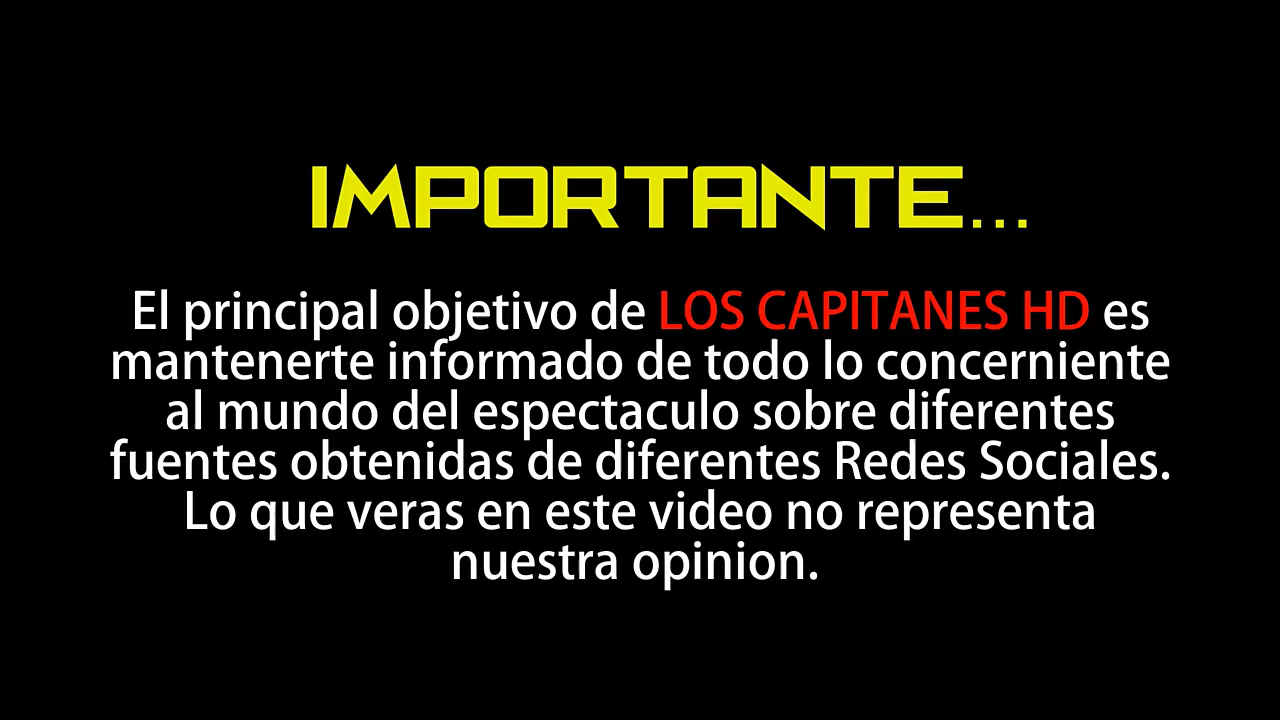 IMPORTANTE...
El principal objetivo de LOS CAPITANES HD es
mantenerte informado de todo lo concerniente
al mundo del espectaculo sobre diferentes
fuentes obtenidas de diferentes Redes Sociales.
Lo que veras en este video no representa
nuestra opinion.